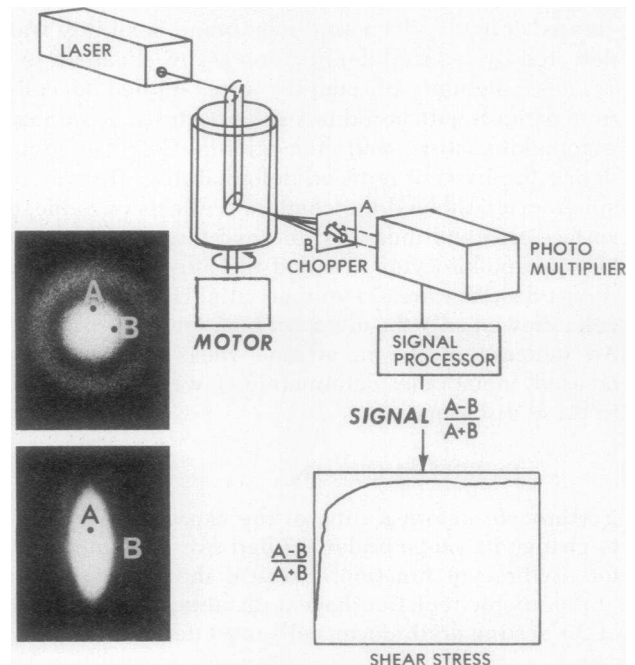 LASER
A
B
CHOPPER
PHOTO
MULTIPLIER
MOTOR
A
B
SIGNAL
PROCESSOR
SIGNAL A-B
A+B
A
B
A-B
A+B
SHEAR STRESS